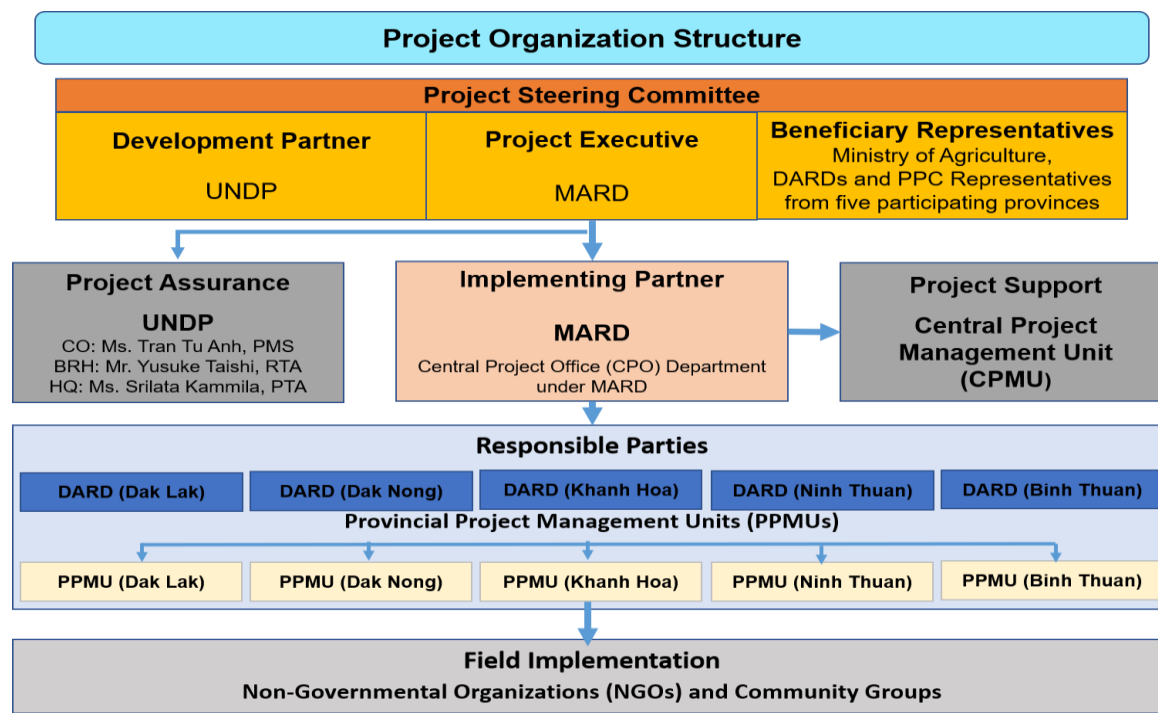 Project Organization Structure
Project Steering Committee
Development Partner
UNDP
Project Executive
MARD
Beneficiary Representatives
Ministry of Agriculture,
DARDs and PPC Representatives
from five participating provinces
Project Assurance
UNDP
CO: Ms. Tran Tu Anh, PMS
BRH: Mr. Yusuke Taishi, RTA
HQ: Ms. Srilata Kammila, PTA
Implementing Partner
MARD
Central Project Office (CPO) Department
under MARD
Project Support
Central Project
Management Unit
(CPMU)
Responsible Parties
DARD (Dak Lak)
DARD (Dak Nong)
DARD (Khanh Hoa)
DARD (Ninh Thuan)
DARD (Binh Thuan)
Provincial Project Management Units (PPMUs)
PPMU (Dak Lak)
PPMU (Dak Nong)
PPMU (Khanh Hoa)
PPMU (Ninh Thuan)
PPMU (Binh Thuan)
Field Implementation
Non-Governmental Organizations (NGOs) and Community Groups